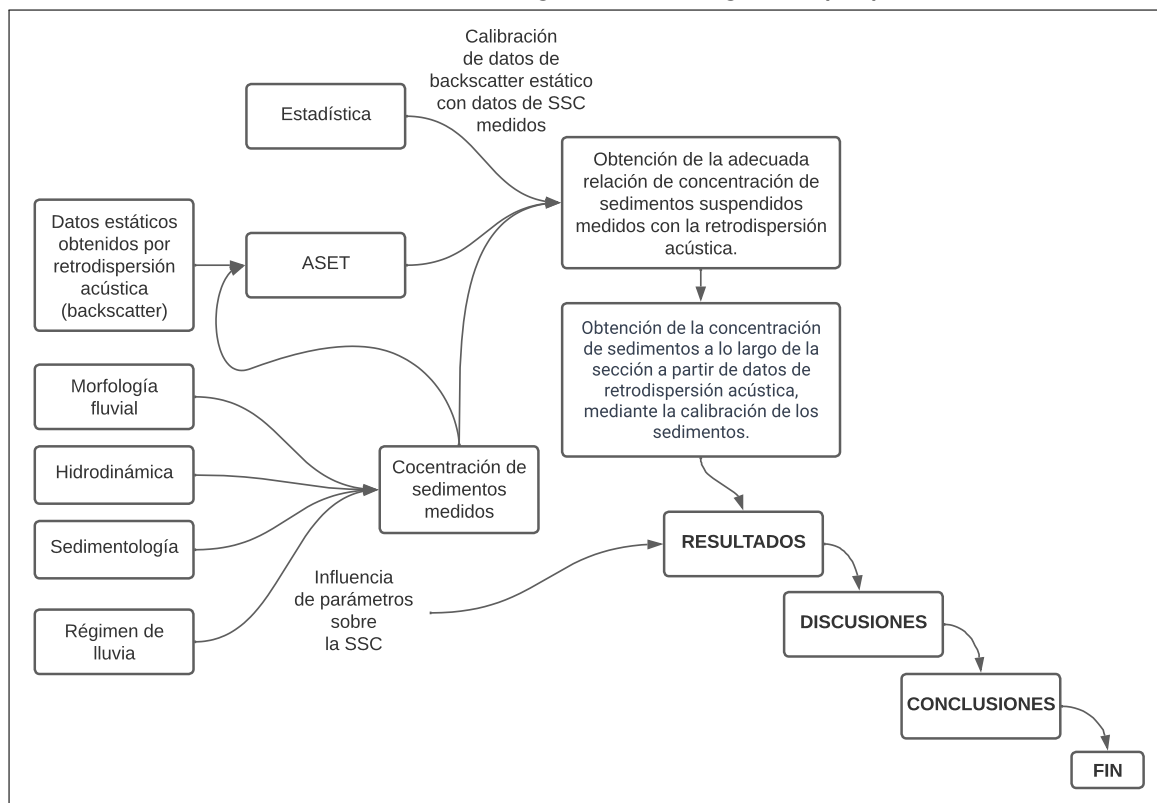 Calibración
de datos de
backscatter estático
con datos de SSC
medidos
Estadística
Obtención de la adecuada
relación de concentración de
sedimentos suspendidos
medidos con la retrodispersión
acústica.
Datos estáticos
obtenidos por
retrodispersión
acústica
(backscatter)
ASET
Obtención de la concentración
de sedimentos a lo largo de la
sección a partir de datos de
retrodispersión acústica,
mediante la calibración de los
sedimentos.
Morfología
fluvial
Hidrodinámica
Cocentración de
sedimentos
medidos
Sedimentología
Régimen de
lluvia
Influencia
de parámetros
sobre
la SSC
RESULTADOS
DISCUSIONES
CONCLUSIONES
FIN